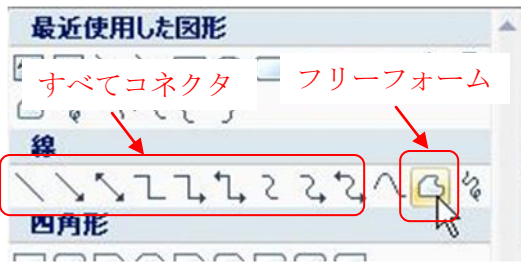 最近使用した図形
すべてコネクタ
フリーフォーム
線
四角形